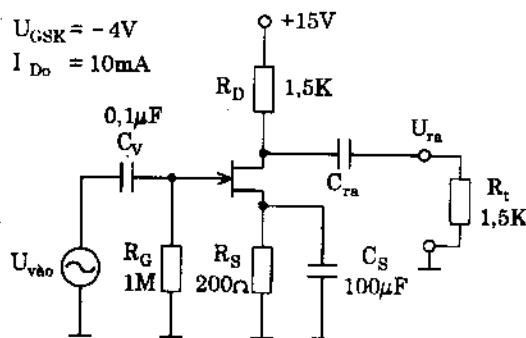 U_GSK = - 4V
I_Do = 10mA
+15V
R_D 1,5K
0,1μF
C_V
U_ra
C_ra
R_t
1,5K
U_vào
R_G
1M
R_S
200Ω
C_S
100μF